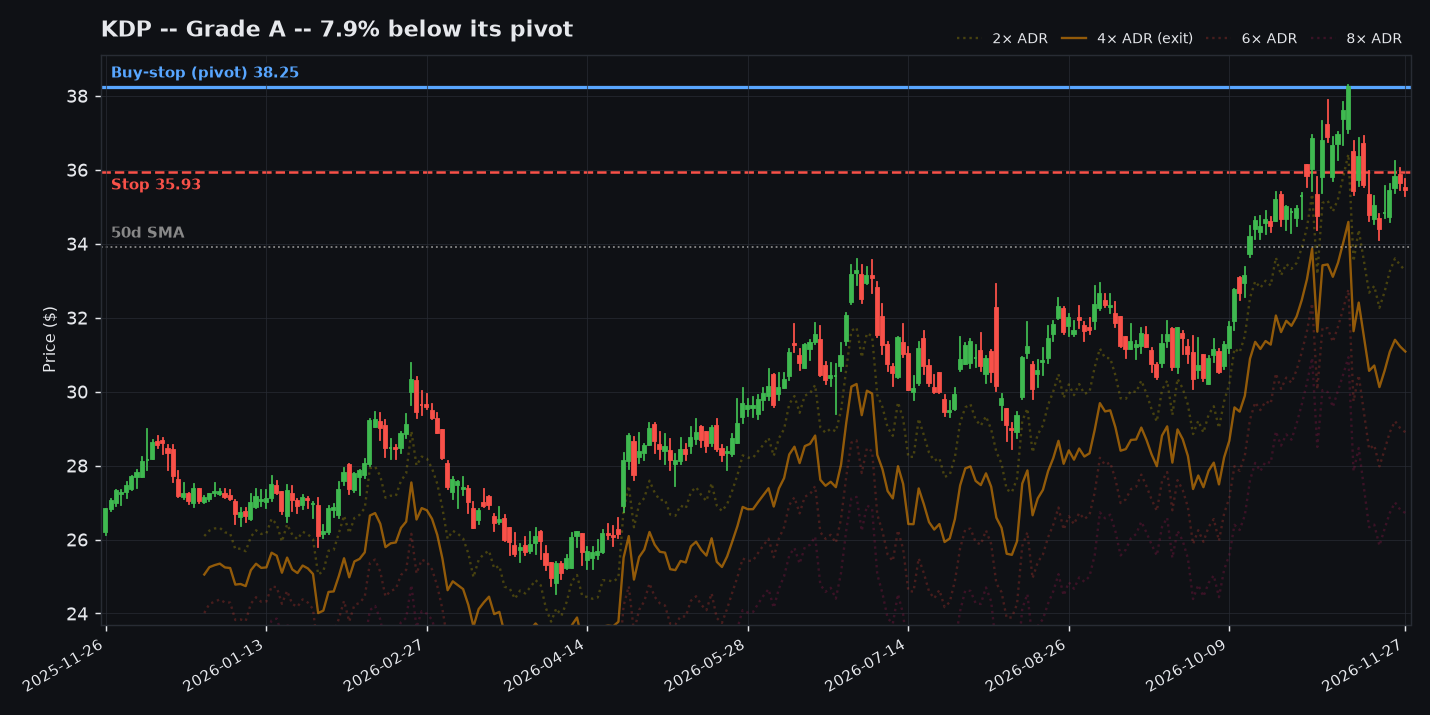 KDP -- Grade A -- 7.9% below its pivot
2× ADR 4× ADR (exit) 6× ADR 8× ADR
Buy-stop (pivot) 38.25
38
36
Stop 35.93
50d SMA
34
32
Price ($)
30
28
26
24
2025-11-26 2026-01-13 2026-02-27 2026-04-14 2026-05-28 2026-07-14 2026-08-26 2026-10-09 2026-11-27